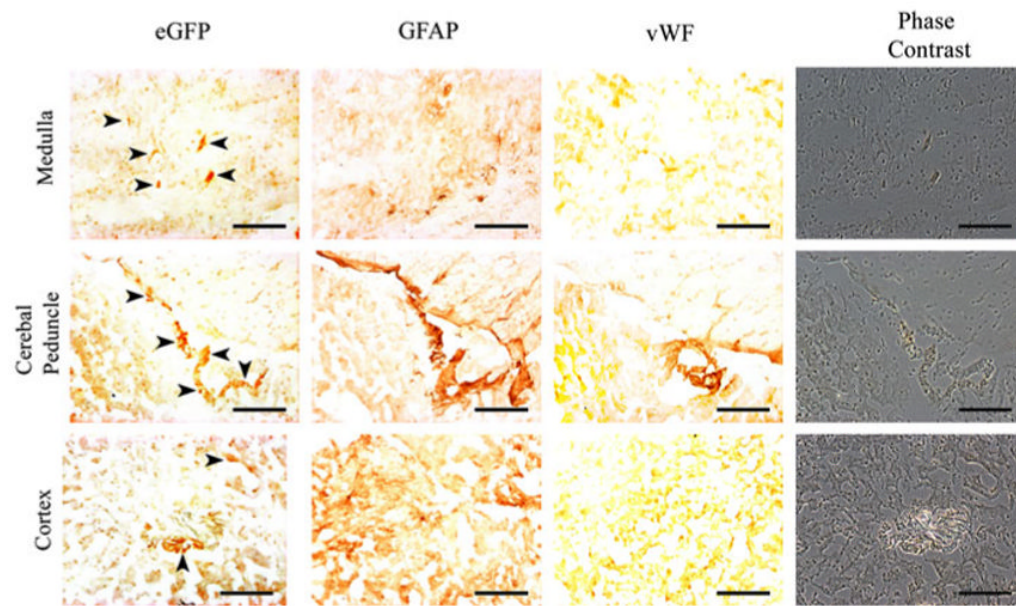 eGFP
GFAP
vWF
Phase
Contrast
Medulla
Cerebal
Peduncle
Cortex